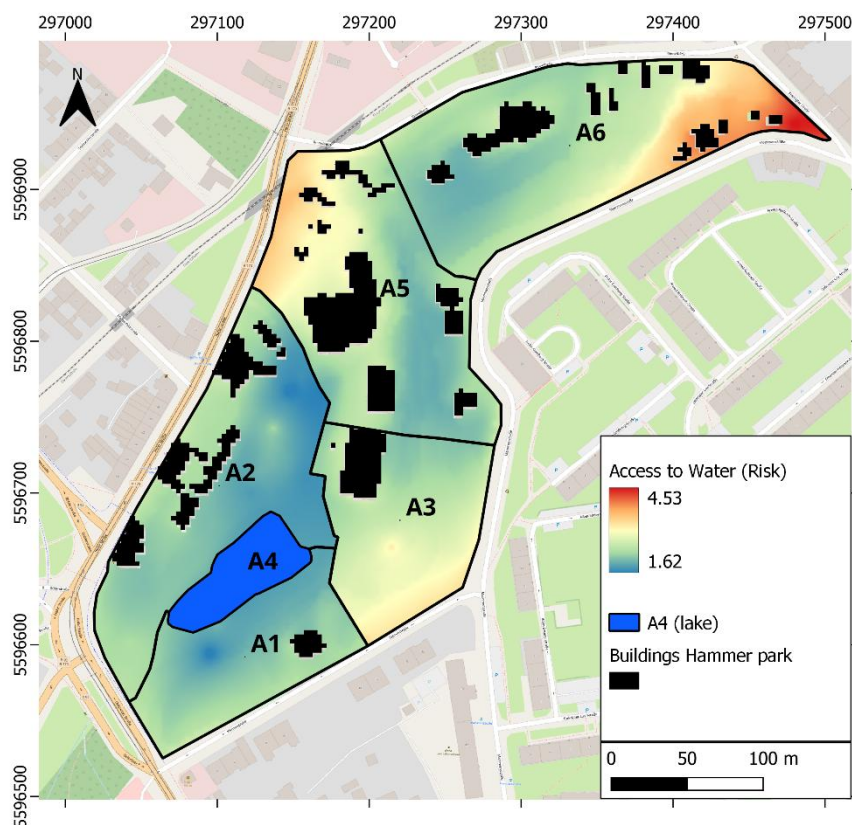 297000 297100 297200 297300 297400 297500
N
5596900
5596800
5596700
5596600
5596500
A6
A5
A2
A3
A4
A1
Access to Water (Risk)
4.53
1.62
A4 (lake)
Buildings Hammer park
0 50 100 m